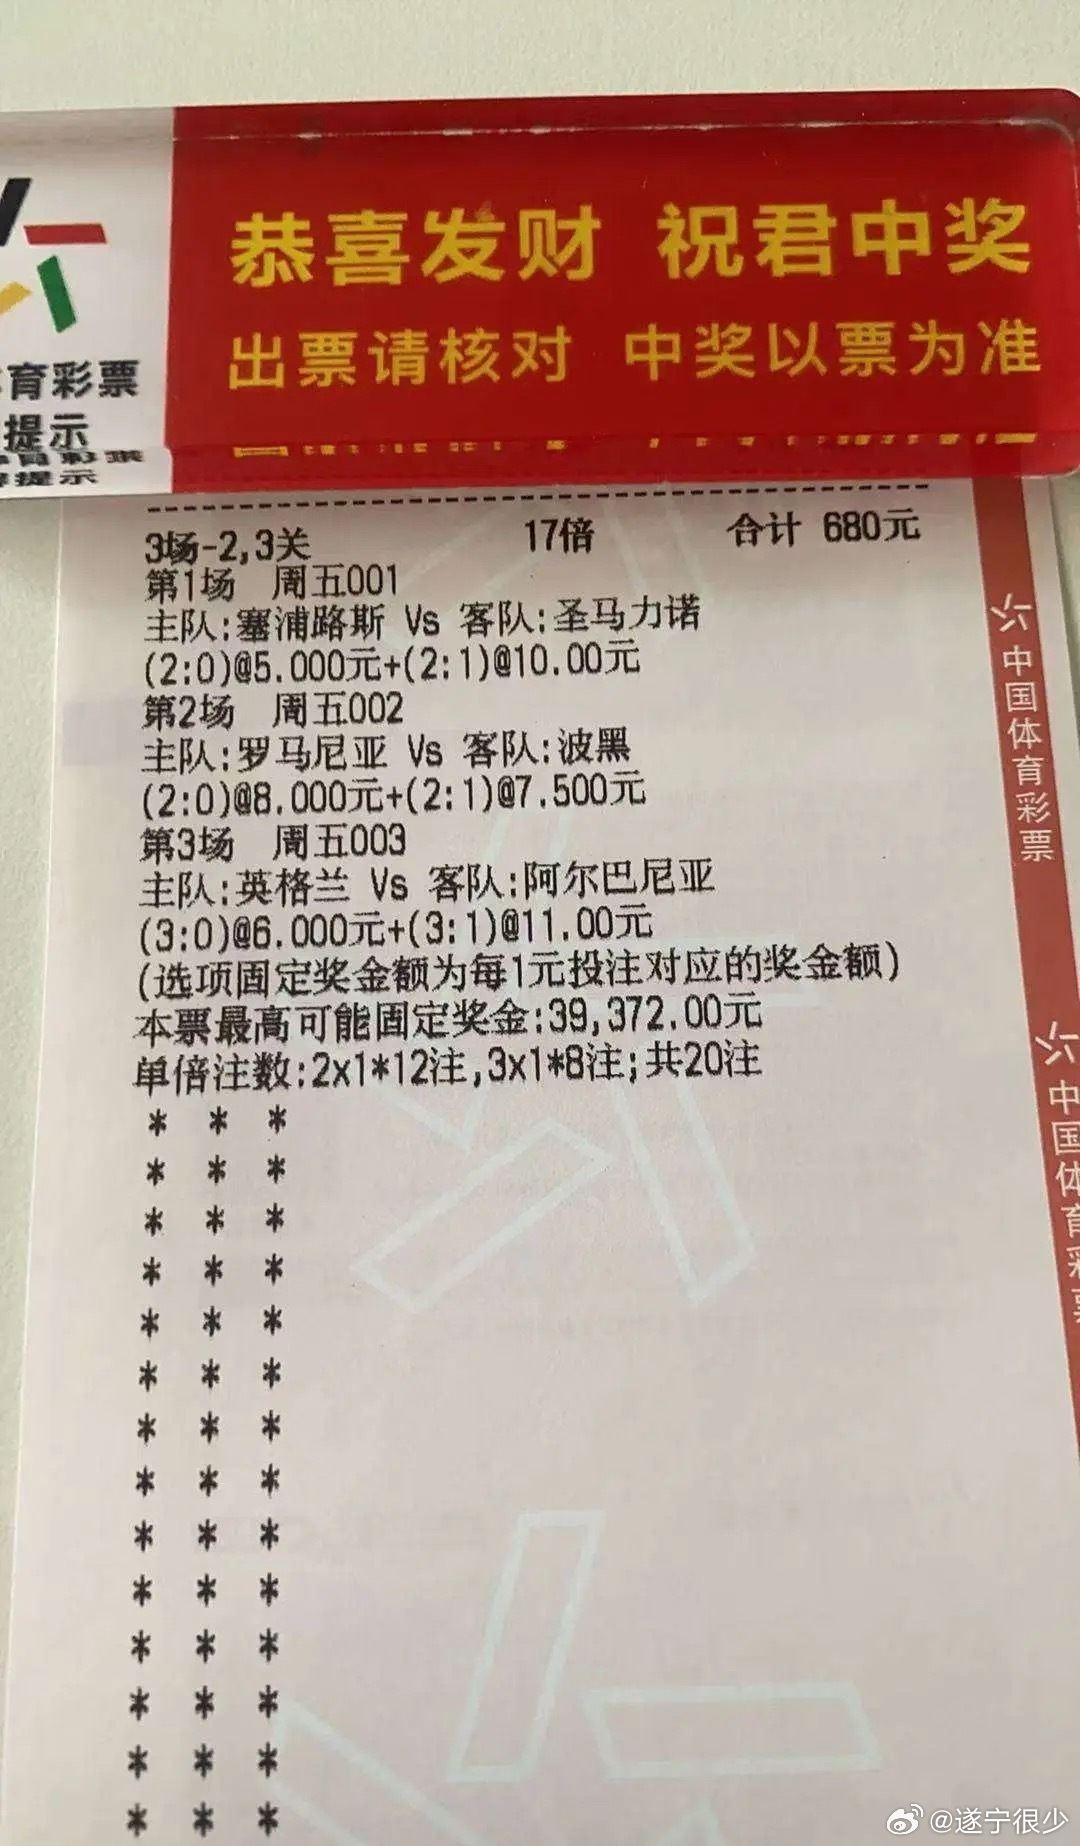 恭喜发财 祝君中奖
出票请核对 中奖以票为准
育彩票
提示
3场-2,3关 17倍 合计 680元
第1场 周五001
主队:塞浦路斯 Vs 客队:圣马力诺
(2:0)@5.000元+(2:1)@10.00元
第2场 周五002
主队:罗马尼亚 Vs 客队:波黑
(2:0)@8.000元+(2:1)@7.500元
第3场 周五003
主队:英格兰 Vs 客队:阿尔巴尼亚
(3:0)@6.000元+(3:1)@11.00元
(选项固定奖金额为每1元投注对应的奖金额)
本票最高可能固定奖金:39,372.00元
单倍注数:2x1*12注,3x1*8注;共20注
* * *
* * *
* * *
* * *
* * *
* * *
* * *
* * *
* * *
* * *
* * *
* * *
* * *
* * *
中国体育彩票
中国体育彩
@遂宁很少